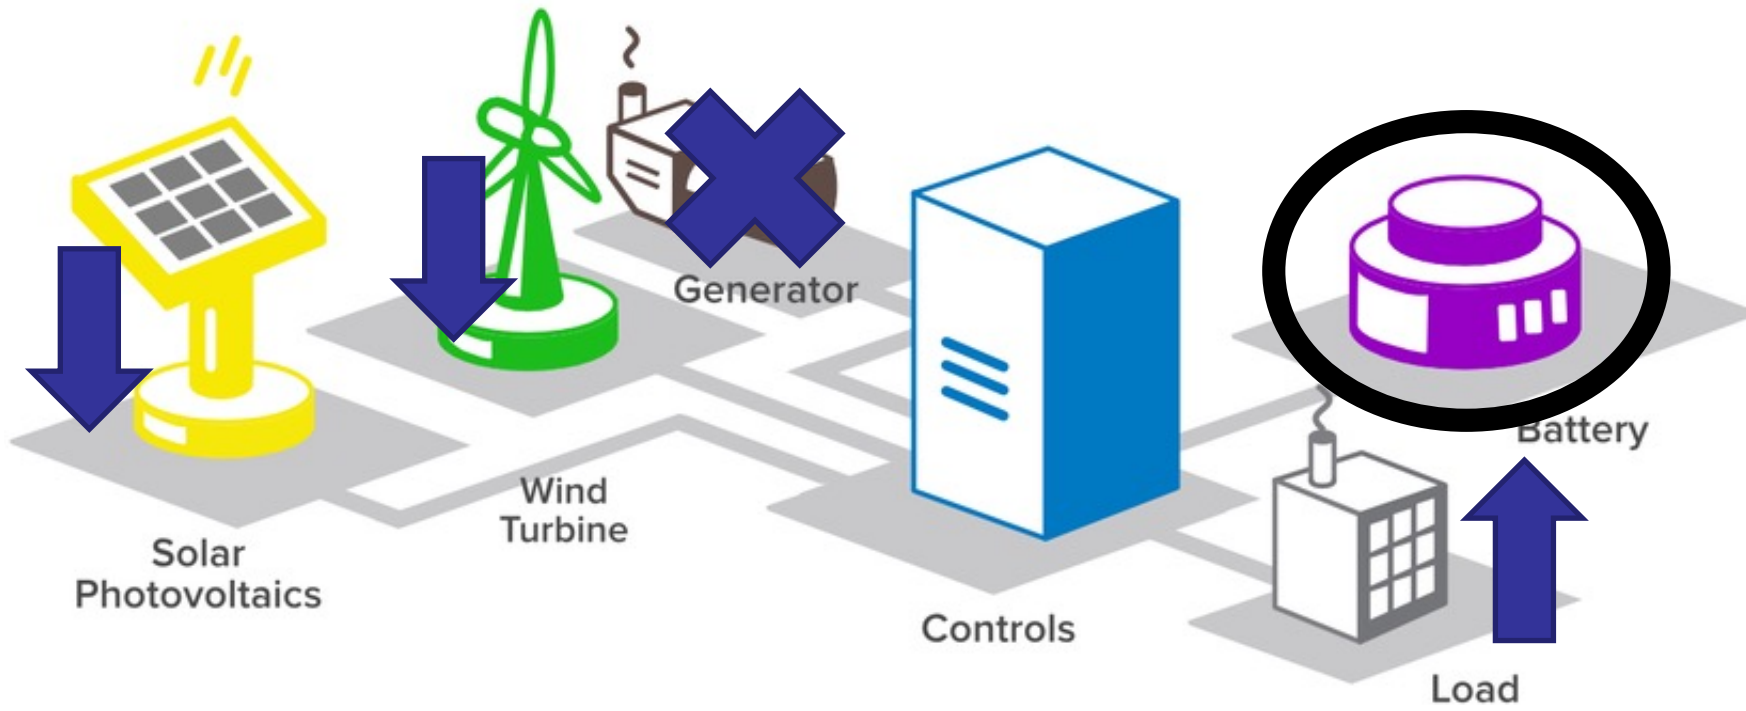 Generator
Battery
Wind
Turbine
Solar
Photovoltaics
Controls
Load